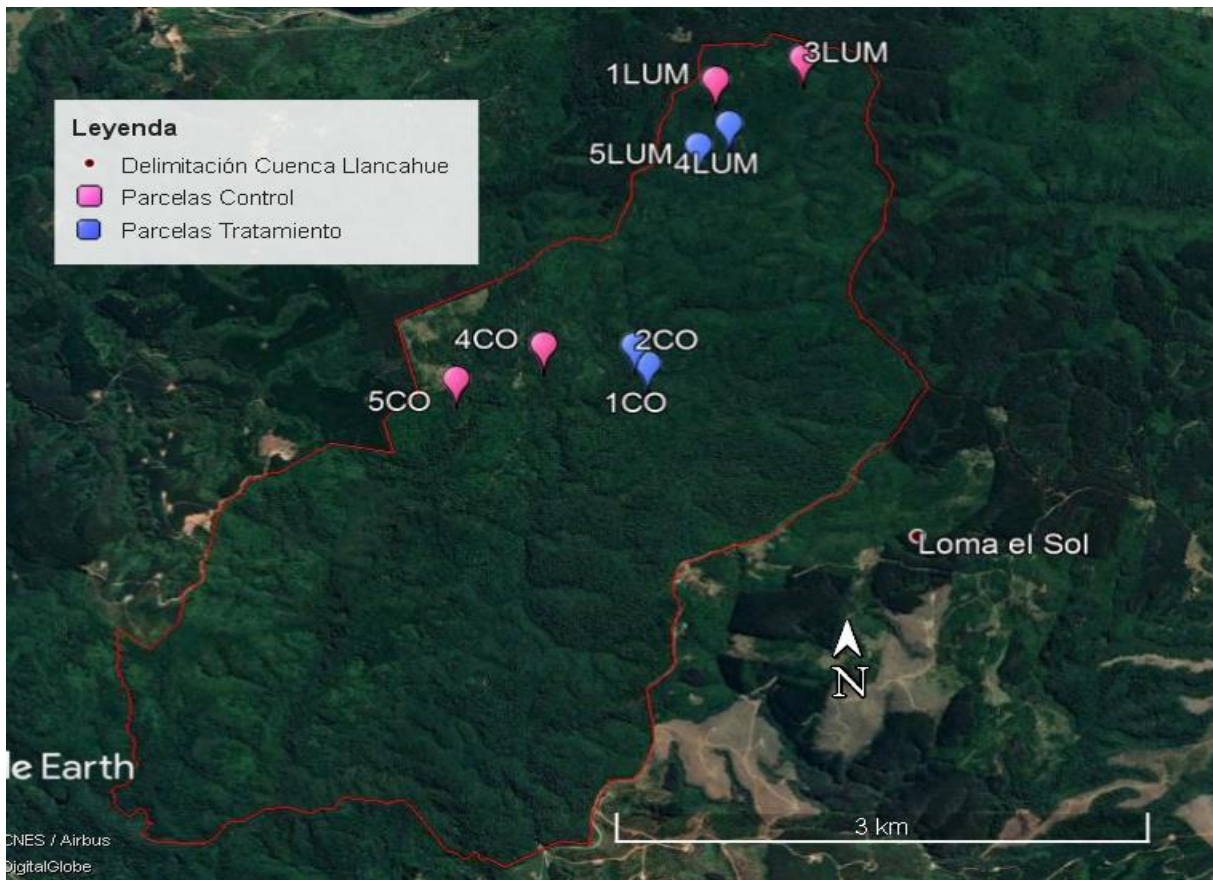 3LUM
1LUM
5LUM
4LUM
Leyenda
Delimitación Cuenca Llancahue
Parcelas Control
Parcelas Tratamiento
4CO
2CO
5CO
1CO
Loma el Sol
N
le Earth
3 km
CNES / Airbus
DigitalGlobe